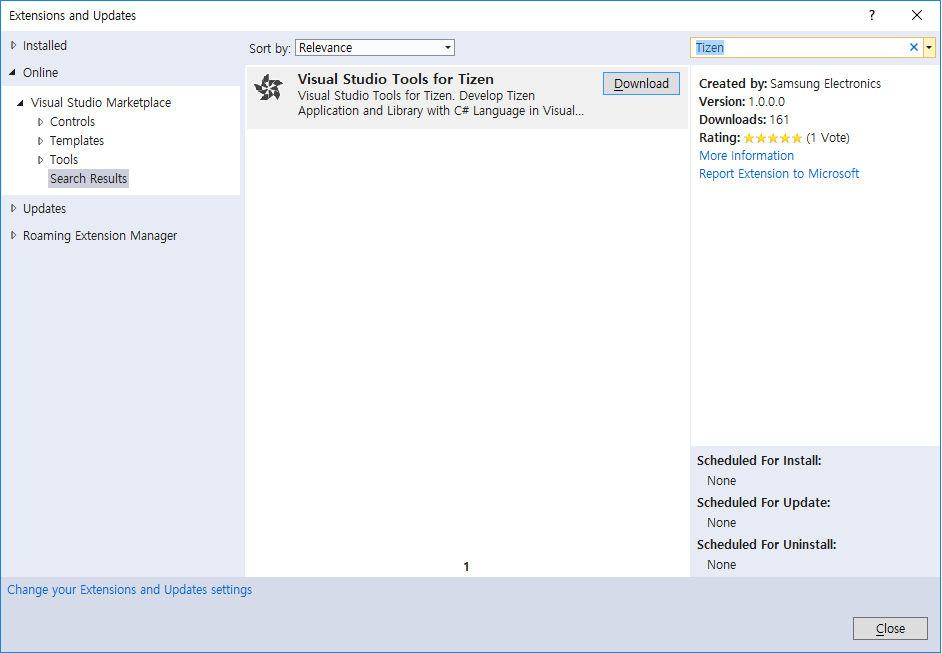 Extensions and Updates
?
Installed
Online
Visual Studio Marketplace
Controls
Templates
Tools
Search Results
Updates
Roaming Extension Manager
Sort by: Relevance
Visual Studio Tools for Tizen
Visual Studio Tools for Tizen. Develop Tizen
Application and Library with C# Language in Visual...
Download
1
Tizen
Created by: Samsung Electronics
Version: 1.0.0.0
Downloads: 161
Rating: (1 Vote)
More Information
Report Extension to Microsoft
Scheduled For Install:
None
Scheduled For Update:
None
Scheduled For Uninstall:
None
Change your Extensions and Updates settings
Close